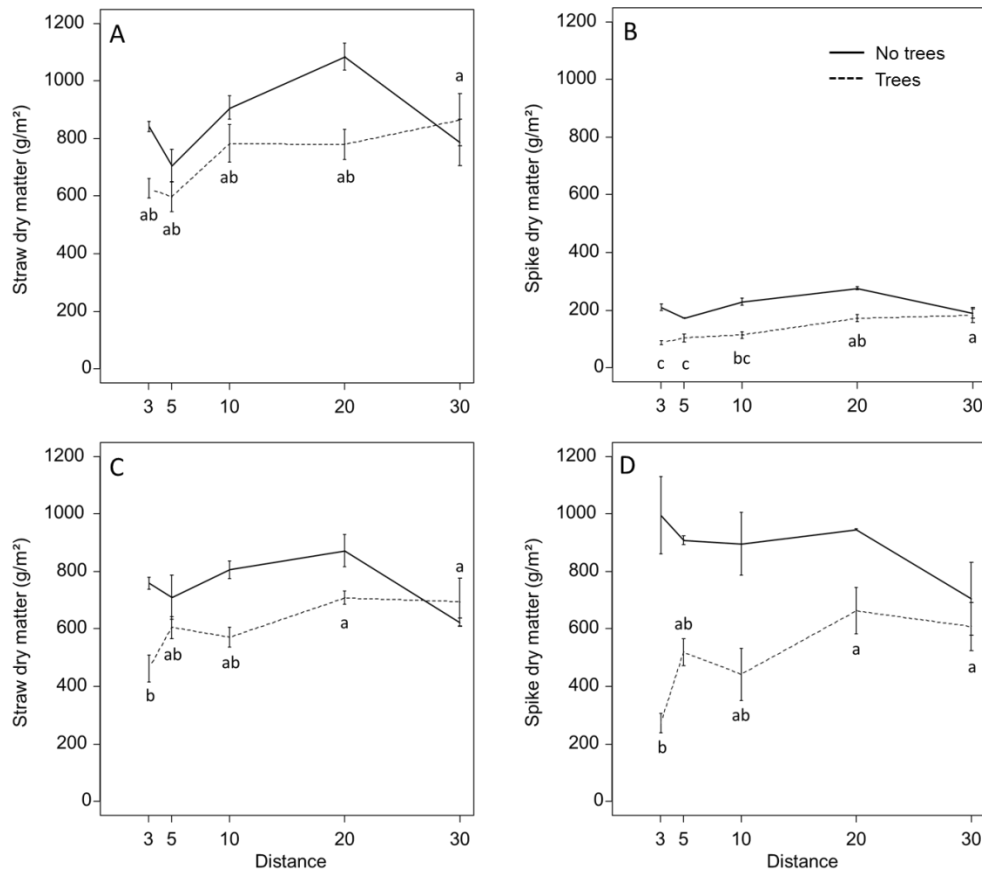 A
Straw dry matter (g/m²)
1200
1000
800
600
400
200
0
a
ab
ab
ab
ab
3 5 10 20 30
B
No trees
Trees
Spike dry matter (g/m²)
1200
1000
800
600
400
200
0
c c bc ab a
3 5 10 20 30
C
Straw dry matter (g/m²)
1200
1000
800
600
400
200
0
a
a
ab
ab
b
3 5 10 20 30
Distance
D
Spike dry matter (g/m²)
1200
1000
800
600
400
200
0
ab
a
a
ab
b
3 5 10 20 30
Distance